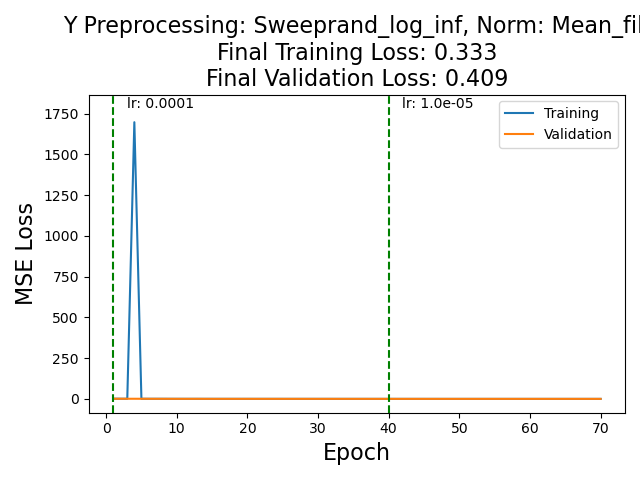 Y Preprocessing: Sweeprand_log_inf, Norm: Mean_fil
Final Training Loss: 0.333
Final Validation Loss: 0.409
lr: 0.0001
lr: 1.0e-05
Training
Validation
1750
1500
1250
1000
750
500
250
0
MSE Loss
0
10
20
30
40
50
60
70
Epoch